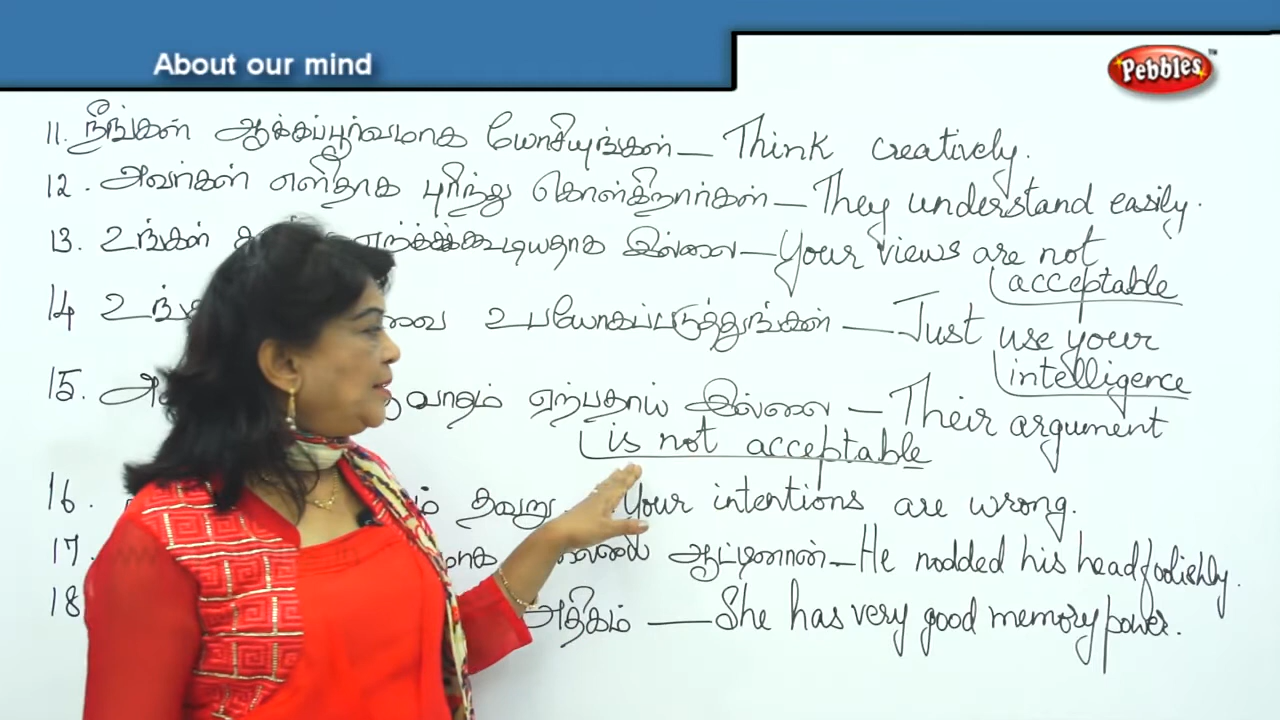 About our mind
Pebbles™
11. நீங்கள் ஆக்கப்பூர்வமாக யோசியுங்கள் — Think creatively.
12. அவர்கள் எளிதாக புரிந்து கொள்கிறார்கள் — They understand easily.
13. உங்கள் ஏற்கக்கூடியதாக இல்லை — Your views are not
acceptable
14 உபயோகப்படுத்துங்கள் — Just use your
intelligence
15. ஏற்பதாய் இல்லை — Their argument
is not acceptable
16. தவறு. Your intentions are wrong.
17. ஆட்டினான் — He nodded his head foolishly.
18 அதிகம் — She has very good memory power.